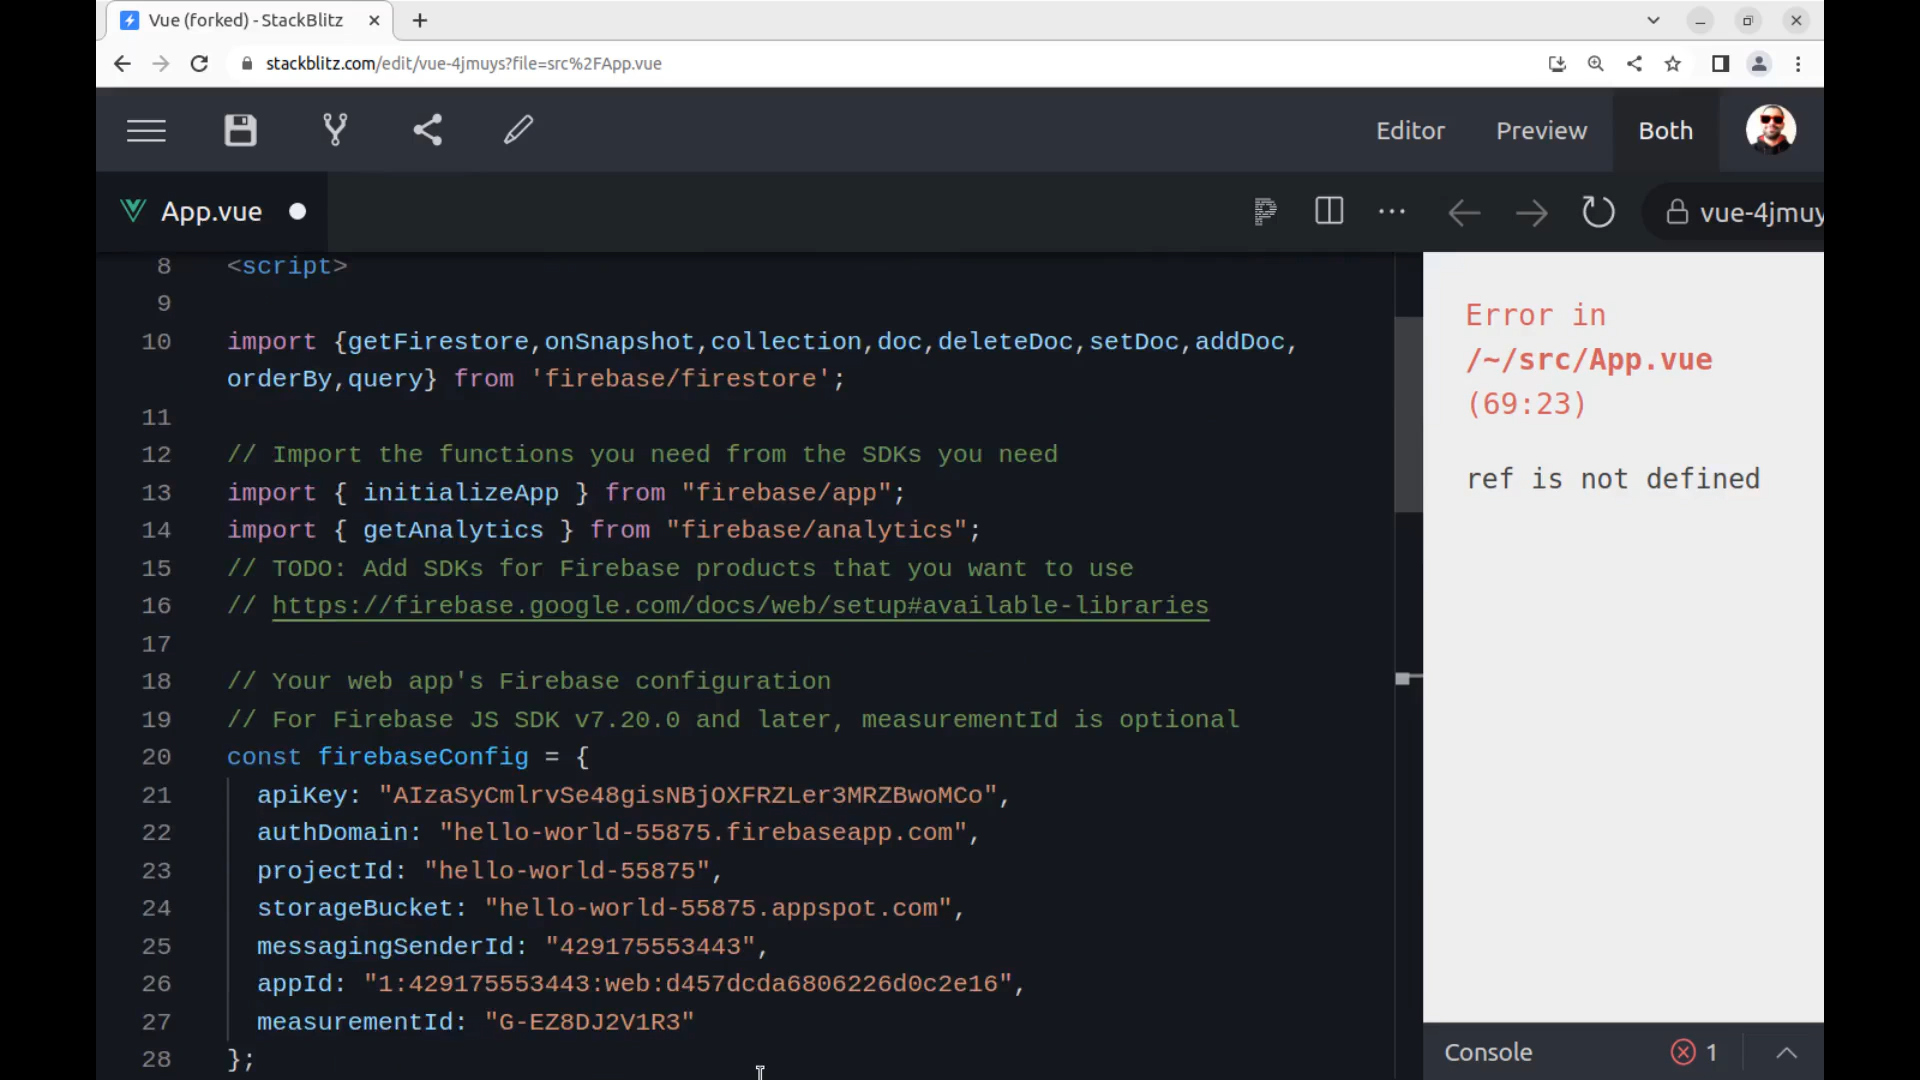 Vue (forked) - StackBlitz
stackblitz.com/edit/vue-4jmuys?file=src%2FApp.vue
Editor Preview Both
App.vue
vue-4jmuy
8 <script>
9
10 import {getFirestore,onSnapshot,collection,doc,deleteDoc,setDoc,addDoc,
orderBy,query} from 'firebase/firestore';
11
12 // Import the functions you need from the SDKs you need
13 import { initializeApp } from "firebase/app";
14 import { getAnalytics } from "firebase/analytics";
15 // TODO: Add SDKs for Firebase products that you want to use
16 // https://firebase.google.com/docs/web/setup#available-libraries
17
18 // Your web app's Firebase configuration
19 // For Firebase JS SDK v7.20.0 and later, measurementId is optional
20 const firebaseConfig = {
21 apiKey: "AIzaSyCmlrvSe48gisNBjOXFRZLer3MRZBwoMCo",
22 authDomain: "hello-world-55875.firebaseapp.com",
23 projectId: "hello-world-55875",
24 storageBucket: "hello-world-55875.appspot.com",
25 messagingSenderId: "429175553443",
26 appId: "1:429175553443:web:d457dcda6806226d0c2e16",
27 measurementId: "G-EZ8DJ2V1R3"
28 };
Error in
/~/src/App.vue
(69:23)
ref is not defined
Console 1